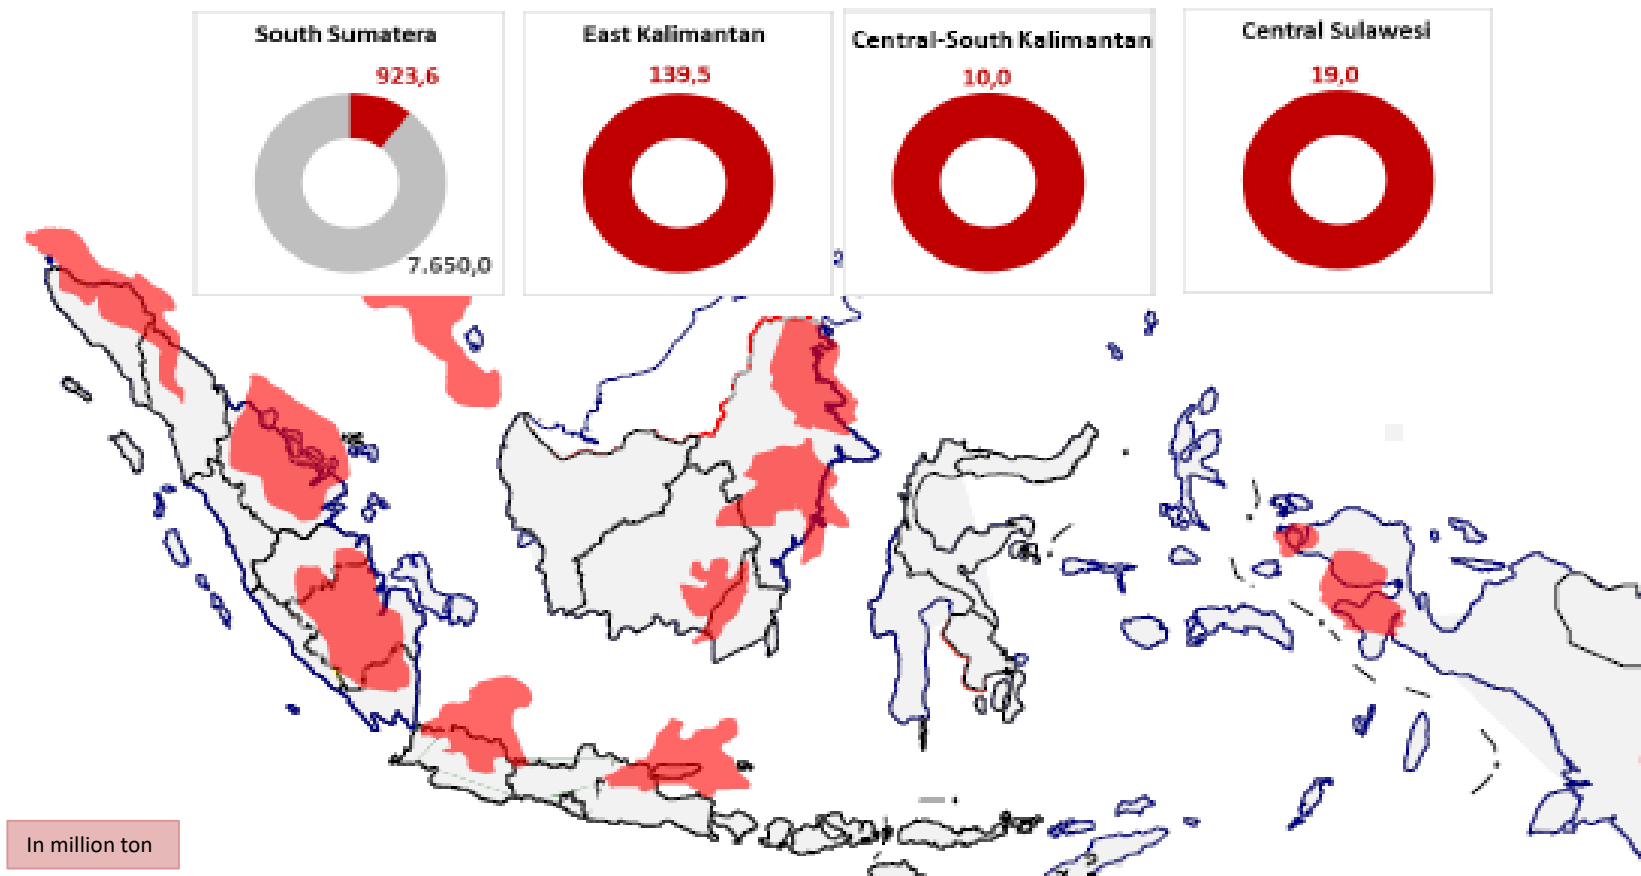 South Sumatera
923,6
7.650,0
East Kalimantan
139,5
Central-South Kalimantan
10,0
Central Sulawesi
19,0
In million ton